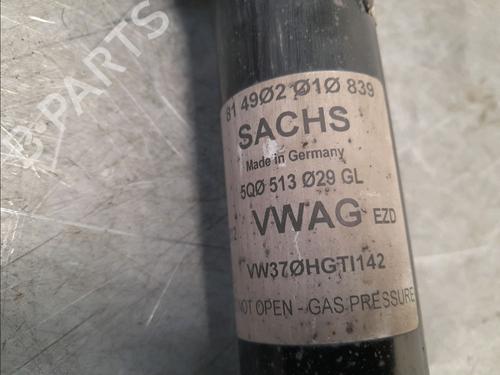 81 49Ø2 Ø1Ø 839
SACHS
Made in Germany
5QØ 513 Ø29 GL
VWAG EZD
VW37ØHGTI142
NOT OPEN - GAS PRESSURE
B-PARTS